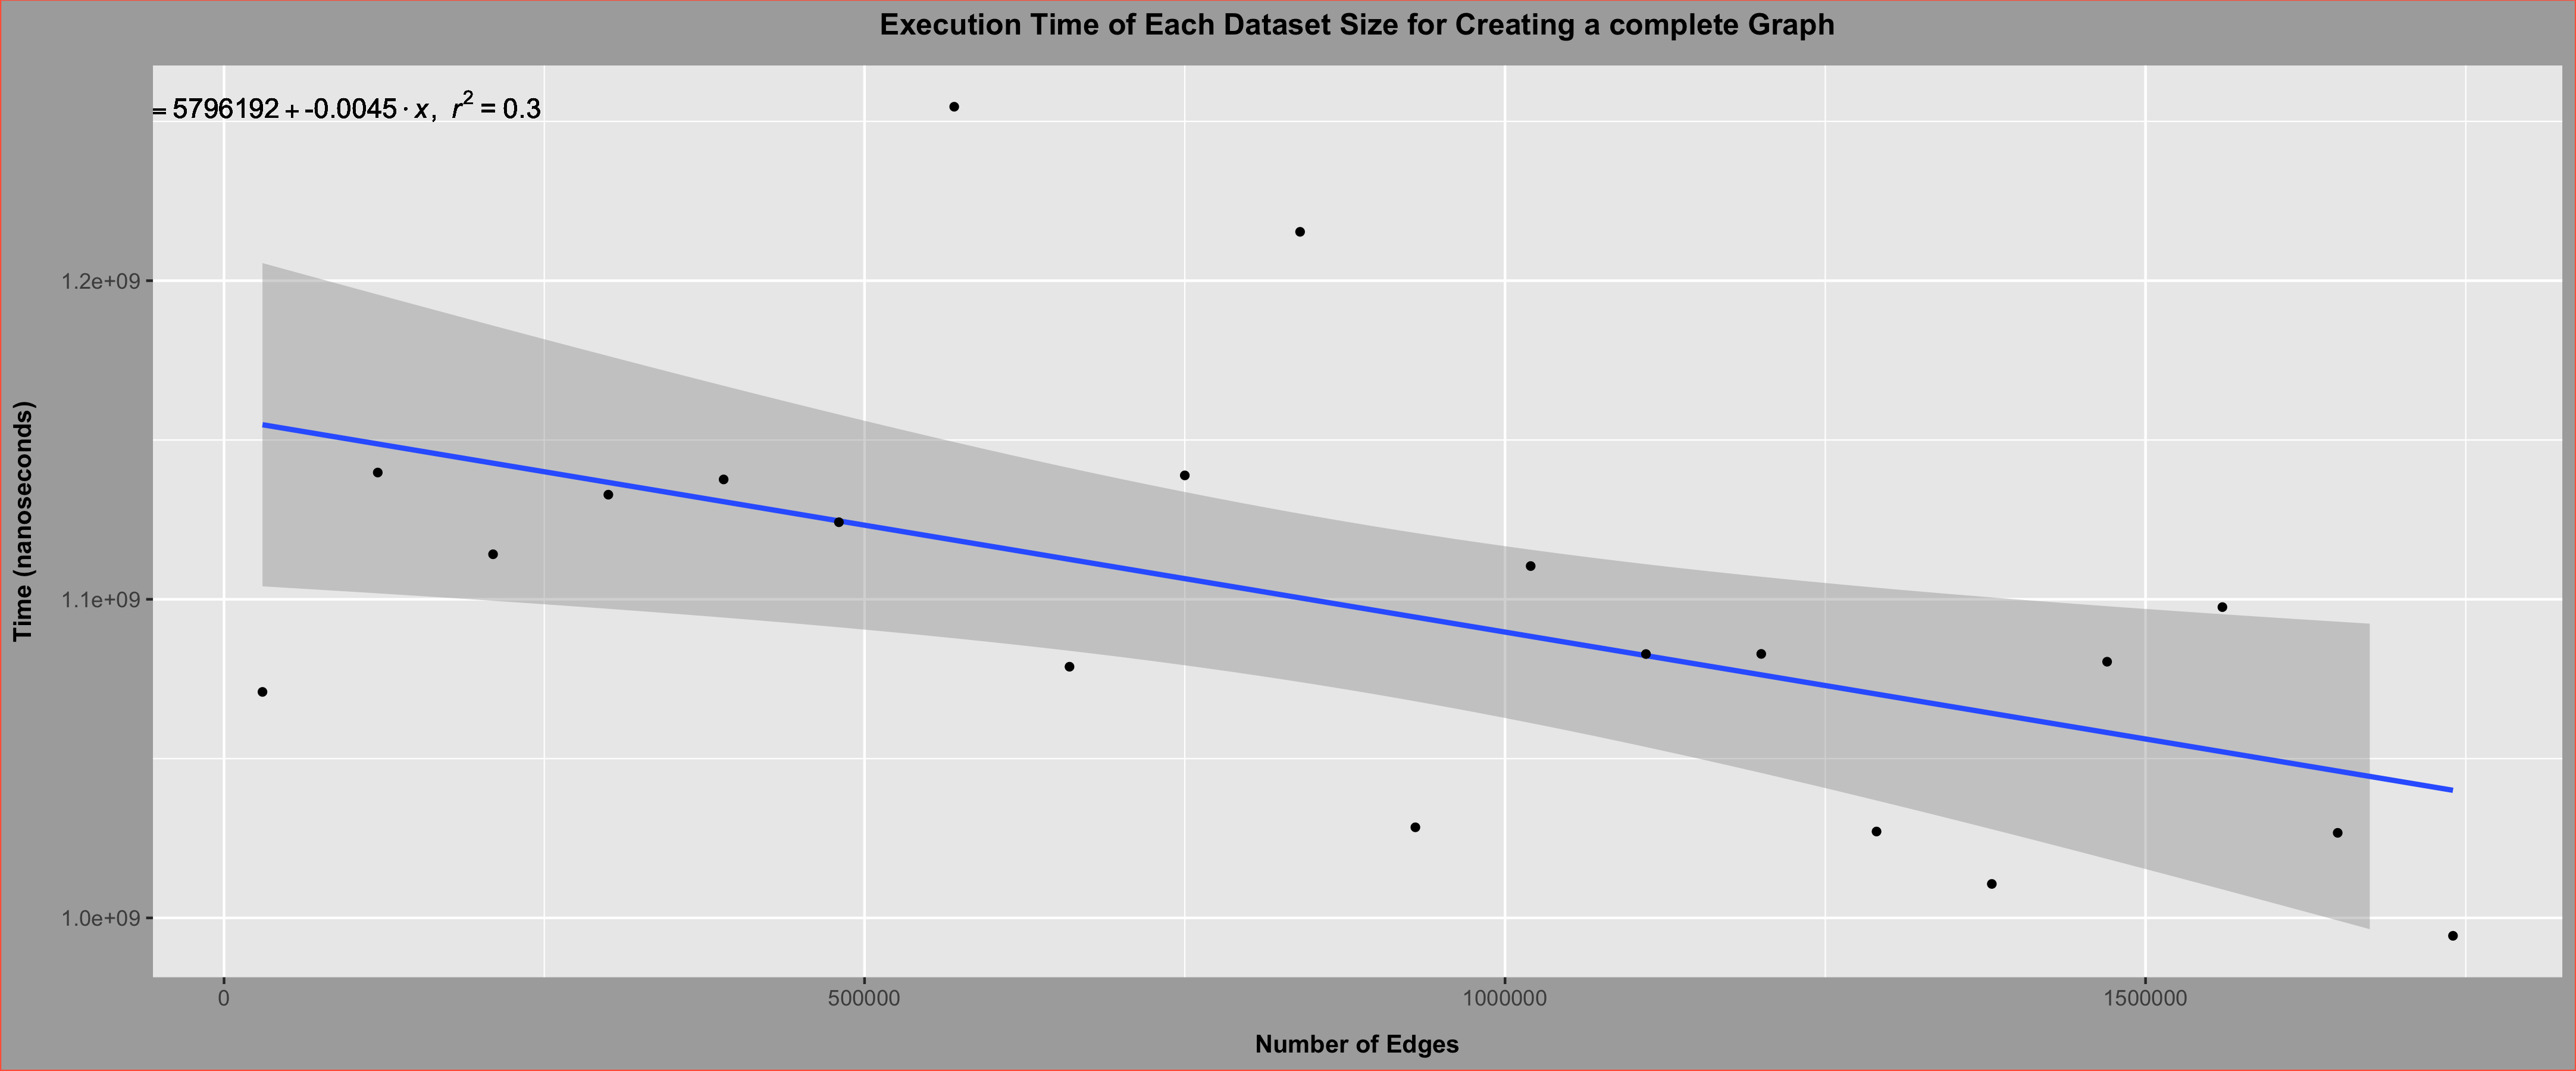 Execution Time of Each Dataset Size for Creating a complete Graph
= 5796192 + -0.0045 · x, r² = 0.3
1.2e+09
1.1e+09
1.0e+09
Time (nanoseconds)
0 500000 1000000 1500000
Number of Edges